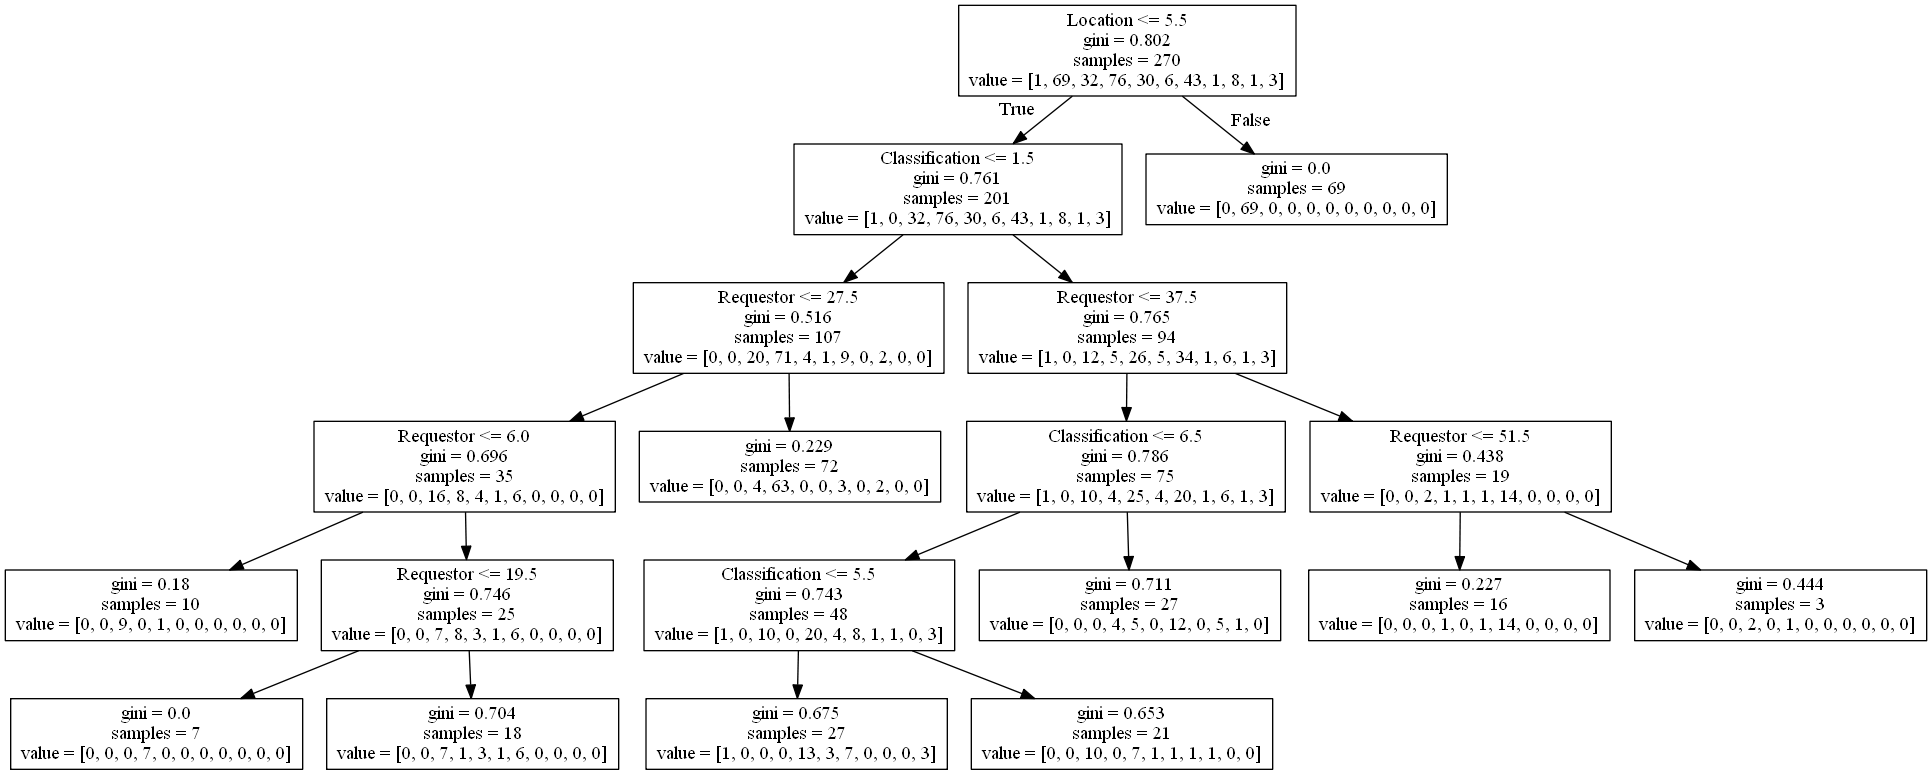 Location <= 5.5
gini = 0.802
samples = 270
value = [1, 69, 32, 76, 30, 6, 43, 1, 8, 1, 3]
True
False
Classification <= 1.5
gini = 0.761
samples = 201
value = [1, 0, 32, 76, 30, 6, 43, 1, 8, 1, 3]
gini = 0.0
samples = 69
value = [0, 69, 0, 0, 0, 0, 0, 0, 0, 0, 0]
Requestor <= 27.5
gini = 0.516
samples = 107
value = [0, 0, 20, 71, 4, 1, 9, 0, 2, 0, 0]
Requestor <= 37.5
gini = 0.765
samples = 94
value = [1, 0, 12, 5, 26, 5, 34, 1, 6, 1, 3]
Requestor <= 6.0
gini = 0.696
samples = 35
value = [0, 0, 16, 8, 4, 1, 6, 0, 0, 0, 0]
gini = 0.229
samples = 72
value = [0, 0, 4, 63, 0, 0, 3, 0, 2, 0, 0]
Classification <= 6.5
gini = 0.786
samples = 75
value = [1, 0, 10, 4, 25, 4, 20, 1, 6, 1, 3]
Requestor <= 51.5
gini = 0.438
samples = 19
value = [0, 0, 2, 1, 1, 1, 14, 0, 0, 0, 0]
gini = 0.18
samples = 10
value = [0, 0, 9, 0, 1, 0, 0, 0, 0, 0, 0]
Requestor <= 19.5
gini = 0.746
samples = 25
value = [0, 0, 7, 8, 3, 1, 6, 0, 0, 0, 0]
Classification <= 5.5
gini = 0.743
samples = 48
value = [1, 0, 10, 0, 20, 4, 8, 1, 1, 0, 3]
gini = 0.711
samples = 27
value = [0, 0, 0, 4, 5, 0, 12, 0, 5, 1, 0]
gini = 0.227
samples = 16
value = [0, 0, 0, 1, 0, 1, 14, 0, 0, 0, 0]
gini = 0.444
samples = 3
value = [0, 0, 2, 0, 1, 0, 0, 0, 0, 0, 0]
gini = 0.0
samples = 7
value = [0, 0, 0, 7, 0, 0, 0, 0, 0, 0, 0]
gini = 0.704
samples = 18
value = [0, 0, 7, 1, 3, 1, 6, 0, 0, 0, 0]
gini = 0.675
samples = 27
value = [1, 0, 0, 0, 13, 3, 7, 0, 0, 0, 3]
gini = 0.653
samples = 21
value = [0, 0, 10, 0, 7, 1, 1, 1, 1, 0, 0]